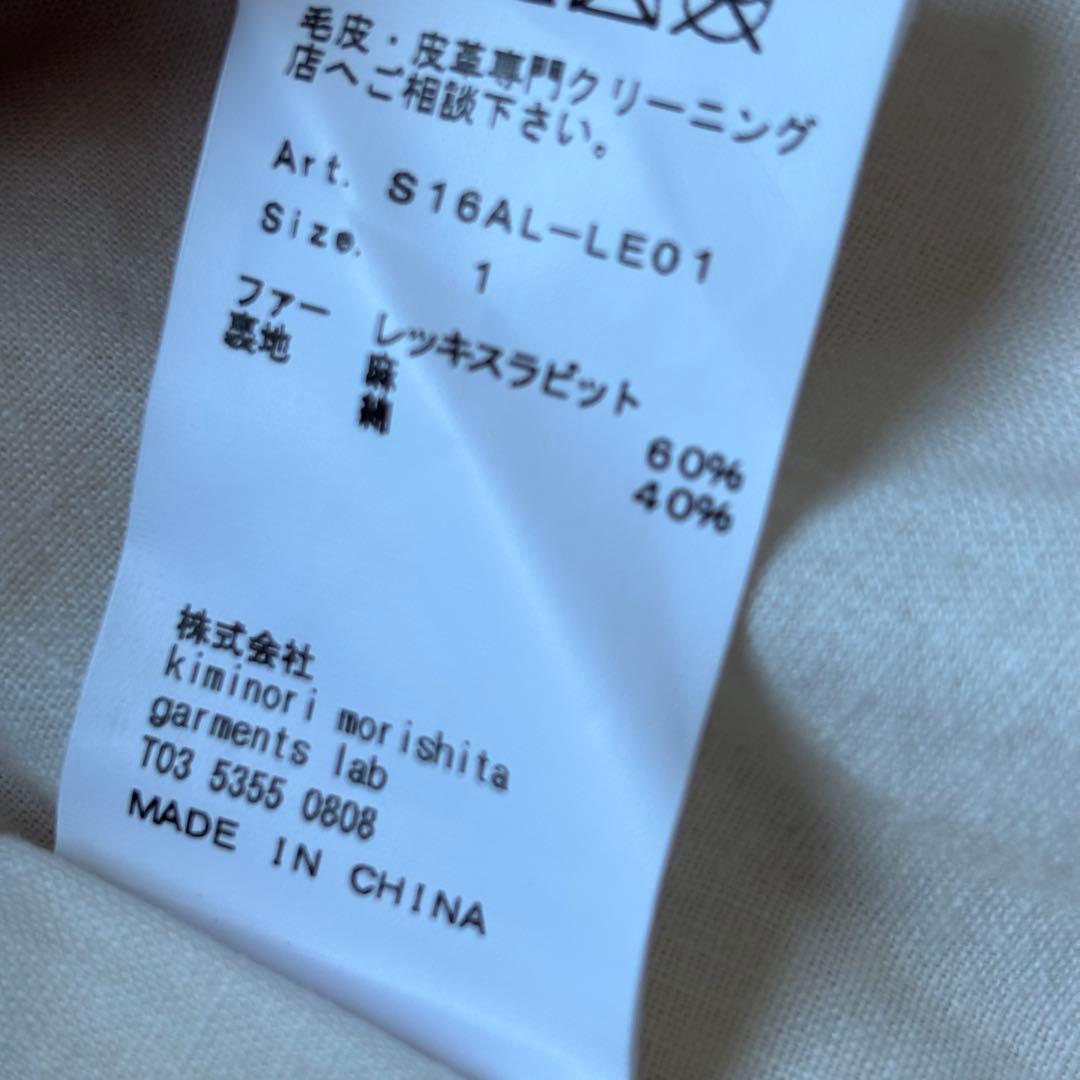 毛皮・皮革専門クリーニング
店へご相談下さい。
Art. S16AL-LE01
Size. 1
ファー レッキスラビット
裏地 麻 60%
綿 40%
株式会社
kiminori morishita
garments lab
T03 5355 0808
MADE IN CHINA